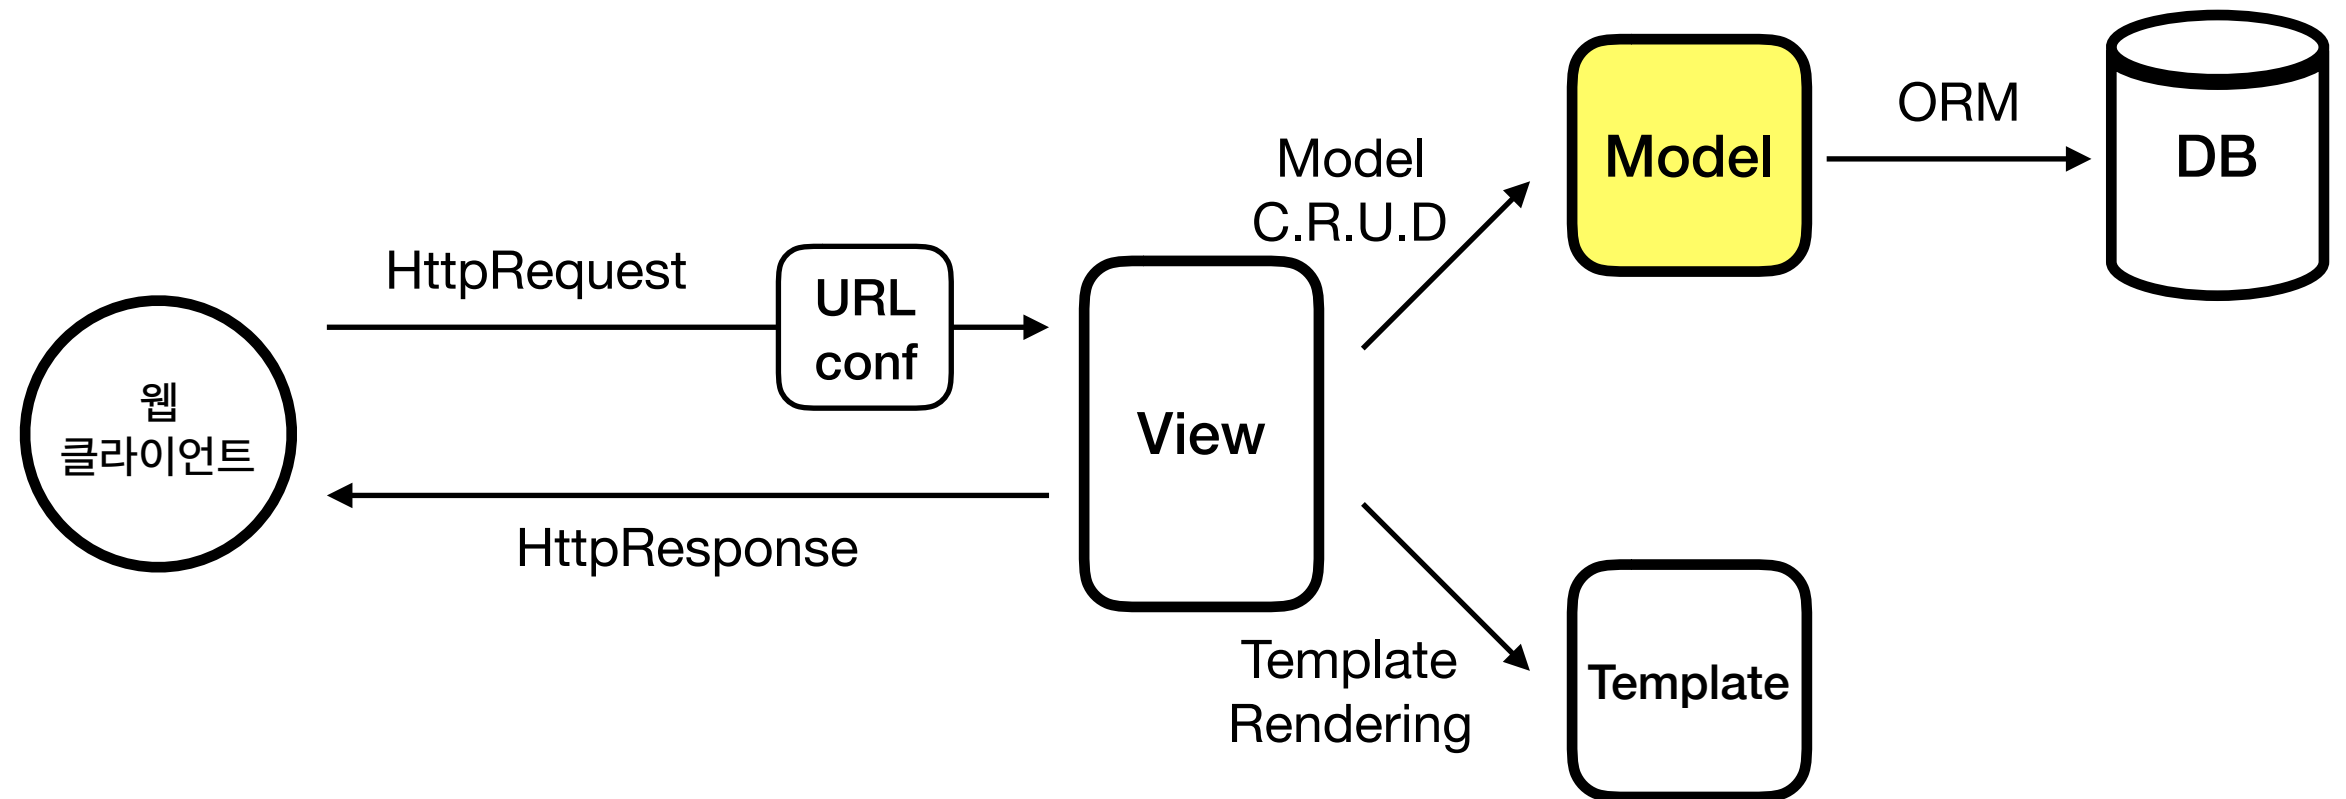 웹
클라이언트
HttpRequest
URL
conf
HttpResponse
View
Model
C.R.U.D
Model
ORM
DB
Template
Rendering
Template